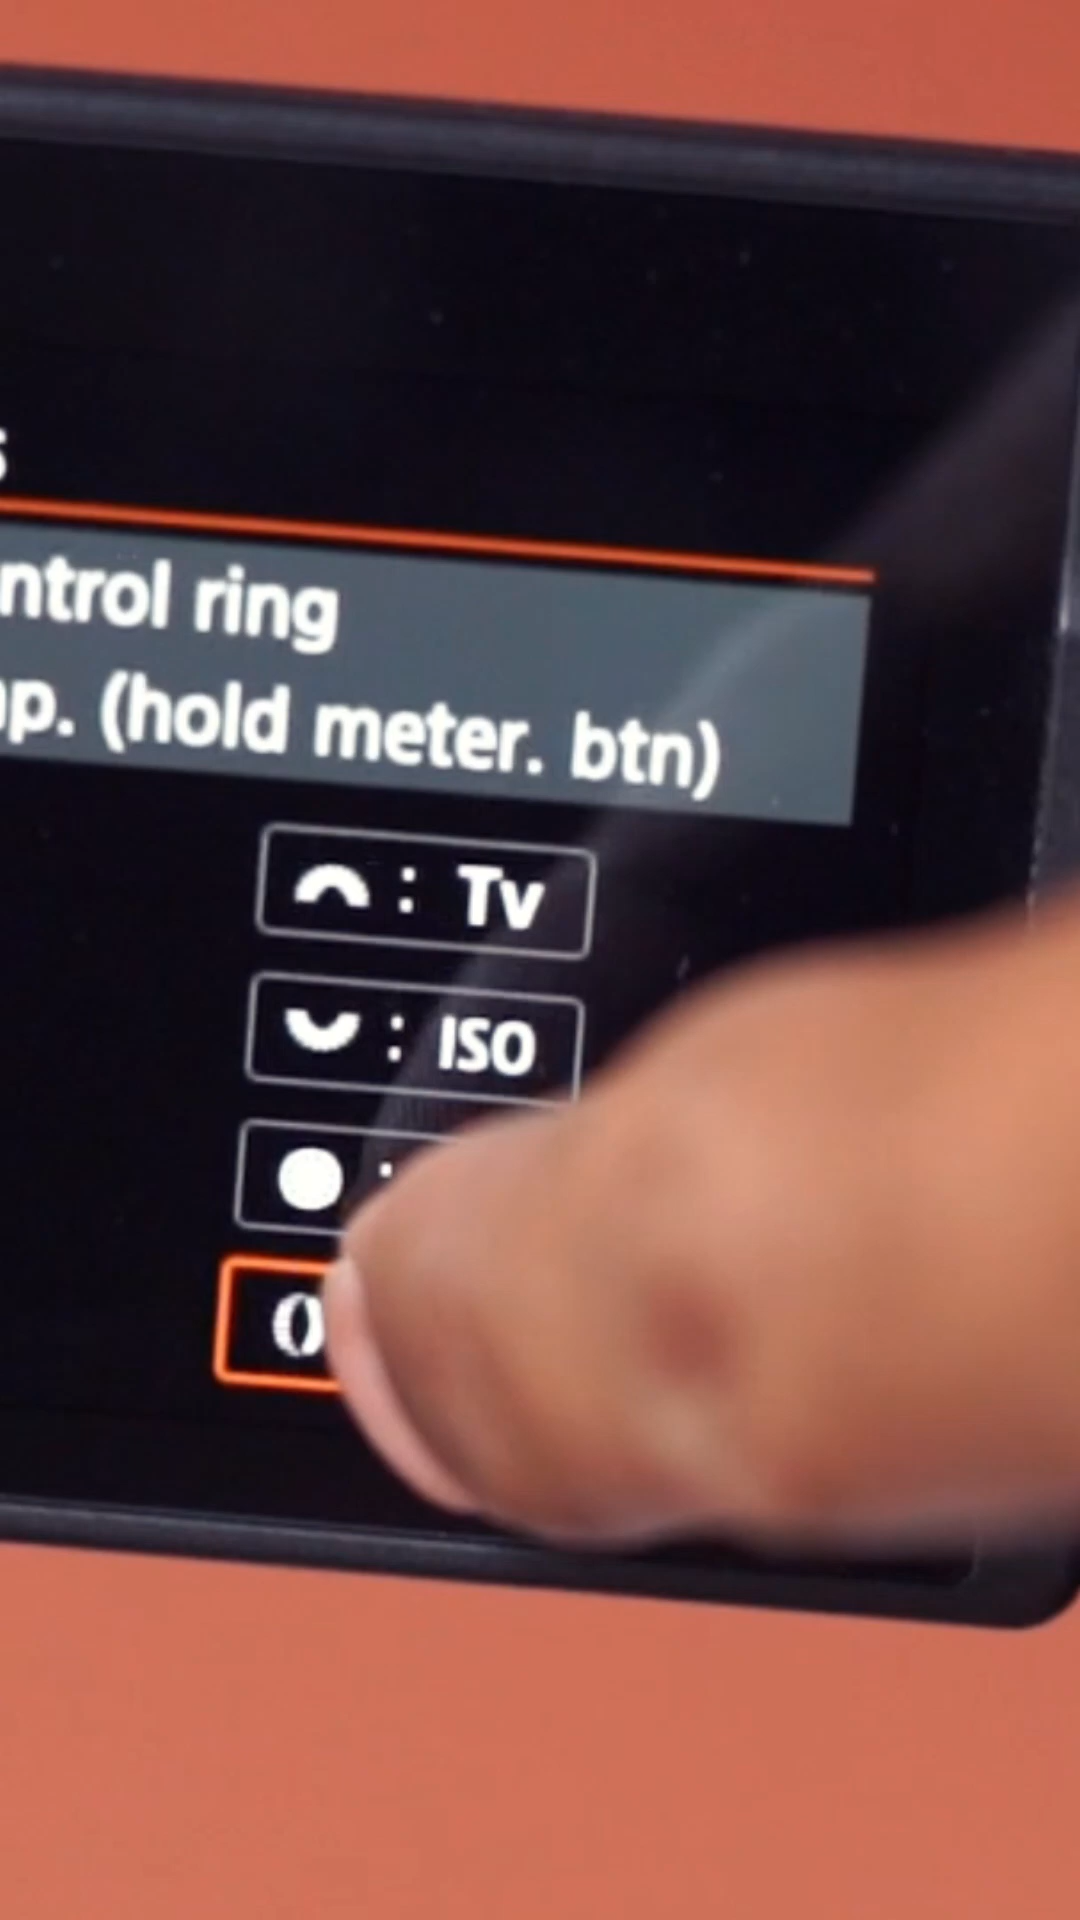 ntrol ring
p. (hold meter. btn)
: Tv
: ISO
: